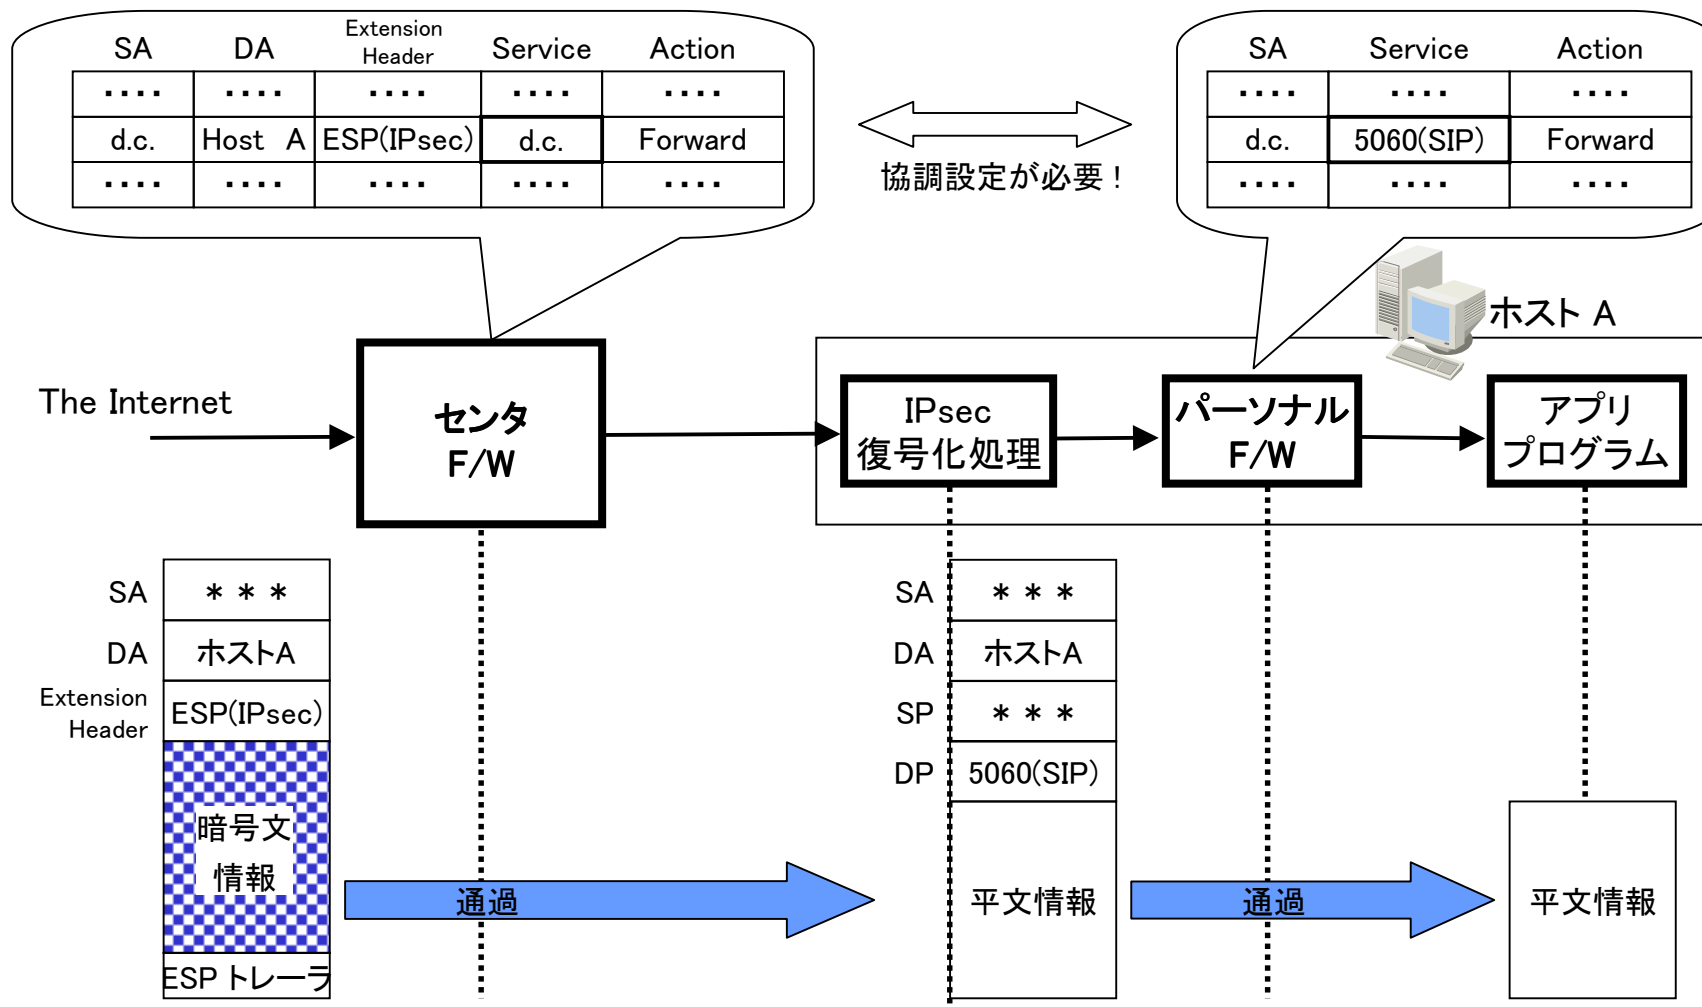 SA DA Extension Header Service Action
‥‥ ‥‥ ‥‥ ‥‥ ‥‥
d.c. Host A ESP(IPsec) d.c. Forward
‥‥ ‥‥ ‥‥ ‥‥ ‥‥
協調設定が必要！
SA Service Action
‥‥ ‥‥ ‥‥
d.c. 5060(SIP) Forward
‥‥ ‥‥ ‥‥
ホスト A
The Internet
センタ
F/W
IPsec
復号化処理
パーソナル
F/W
アプリ
プログラム
SA ＊＊＊
DA ホストA
Extension
Header
ESP(IPsec)
暗号文
情報
ESP トレーラ
通過
SA ＊＊＊
DA ホストA
SP ＊＊＊
DP 5060(SIP)
平文情報
通過
平文情報